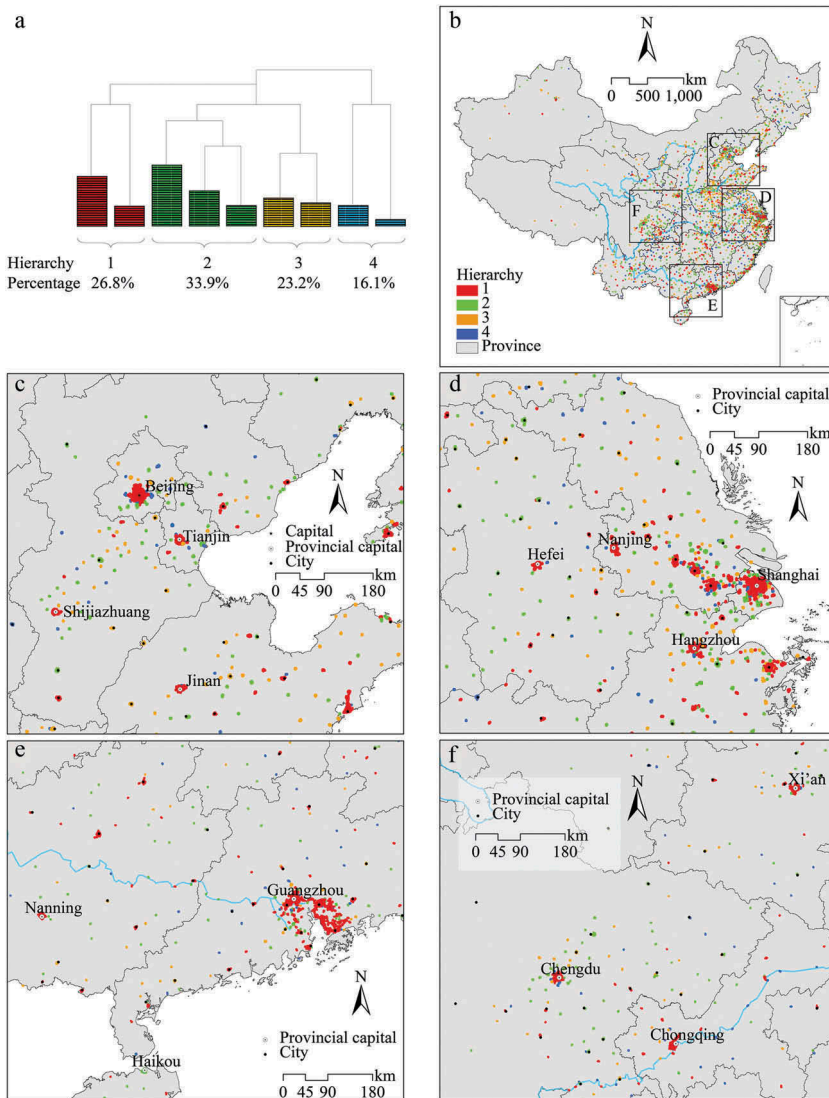 a
Hierarchy 1 2 3 4
Percentage 26.8% 33.9% 23.2% 16.1%
b
N
km
0 500 1,000
C
D
F
E
Hierarchy
1
2
3
4
Province
c
Beijing
N
Tianjin
Capital
Provincial capital
City
km
0 45 90 180
Shijiazhuang
Jinan
d
Provincial capital
City
km
0 45 90 180
N
Nanjing
Hefei
Shanghai
Hangzhou
e
Guangzhou
Nanning
N
Provincial capital
City
Haikou
km
0 45 90 180
f
Xi'an
N
Provincial capital
City
km
0 45 90 180
Chengdu
Chongqing